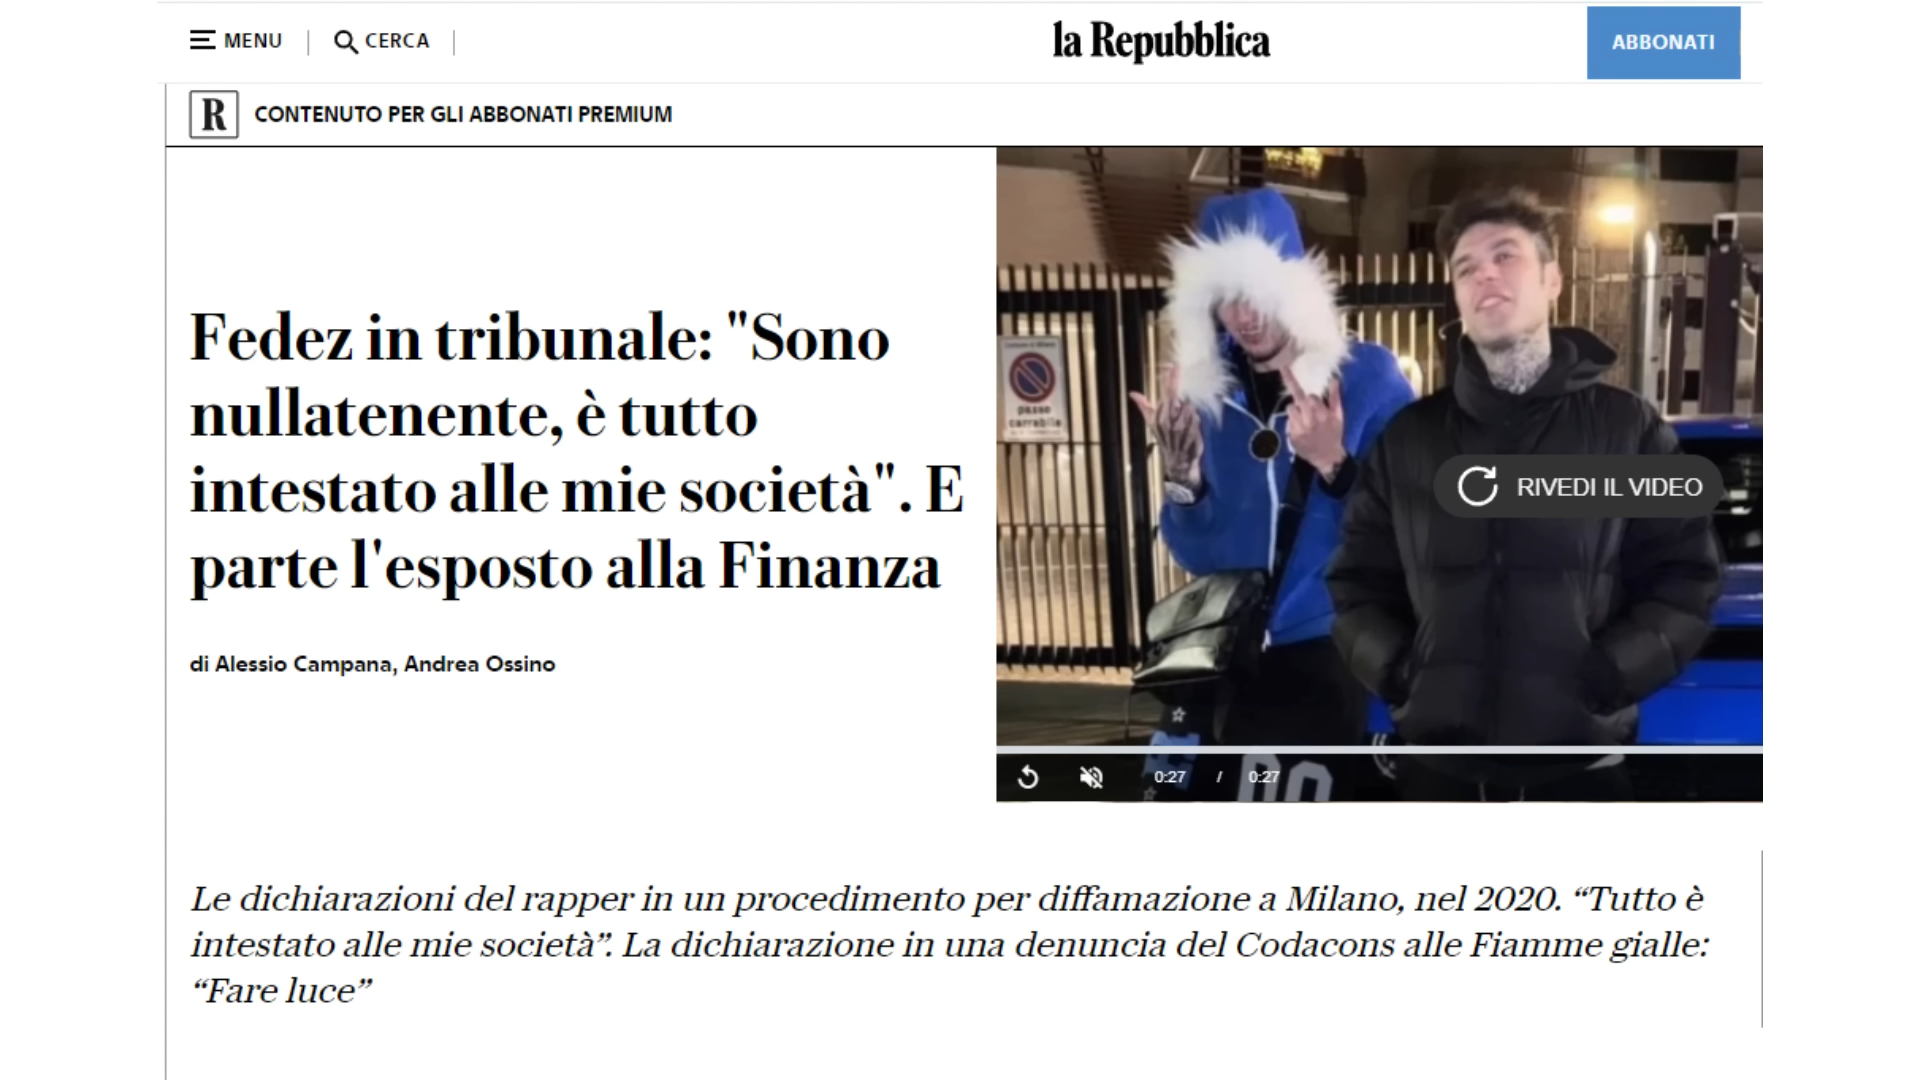 MENU
CERCA
la Repubblica
ABBONATI
R
CONTENUTO PER GLI ABBONATI PREMIUM
Fedez in tribunale: "Sono
nullatenente, è tutto
intestato alle mie società". E
parte l'esposto alla Finanza
di Alessio Campana, Andrea Ossino
passo
carrabile
RIVEDI IL VIDEO
0:27 / 0:27
Le dichiarazioni del rapper in un procedimento per diffamazione a Milano, nel 2020. “Tutto è
intestato alle mie società”. La dichiarazione in una denuncia del Codacons alle Fiamme gialle:
“Fare luce”